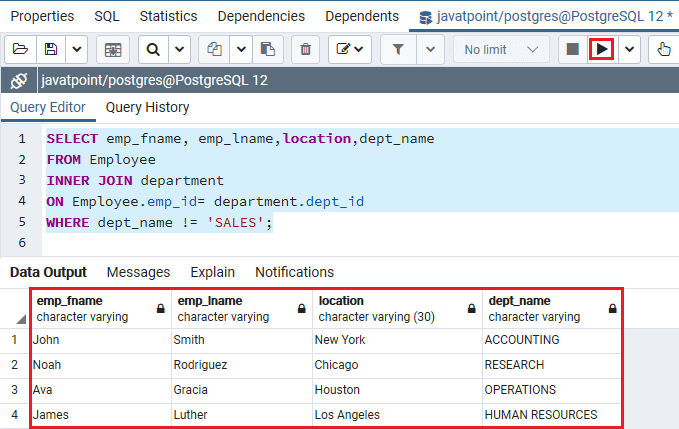 Properties SQL Statistics Dependencies Dependents javatpoint/postgres@PostgreSQL 12 *
No limit
javatpoint/postgres@PostgreSQL 12
Query Editor Query History
1 SELECT emp_fname, emp_lname,location,dept_name
2 FROM Employee
3 INNER JOIN department
4 ON Employee.emp_id= department.dept_id
5 WHERE dept_name != 'SALES';
6
Data Output Messages Explain Notifications
emp_fname emp_lname location dept_name
character varying character varying character varying (30) character varying
1 John Smith New York ACCOUNTING
2 Noah Rodriguez Chicago RESEARCH
3 Ava Gracia Houston OPERATIONS
4 James Luther Los Angeles HUMAN RESOURCES